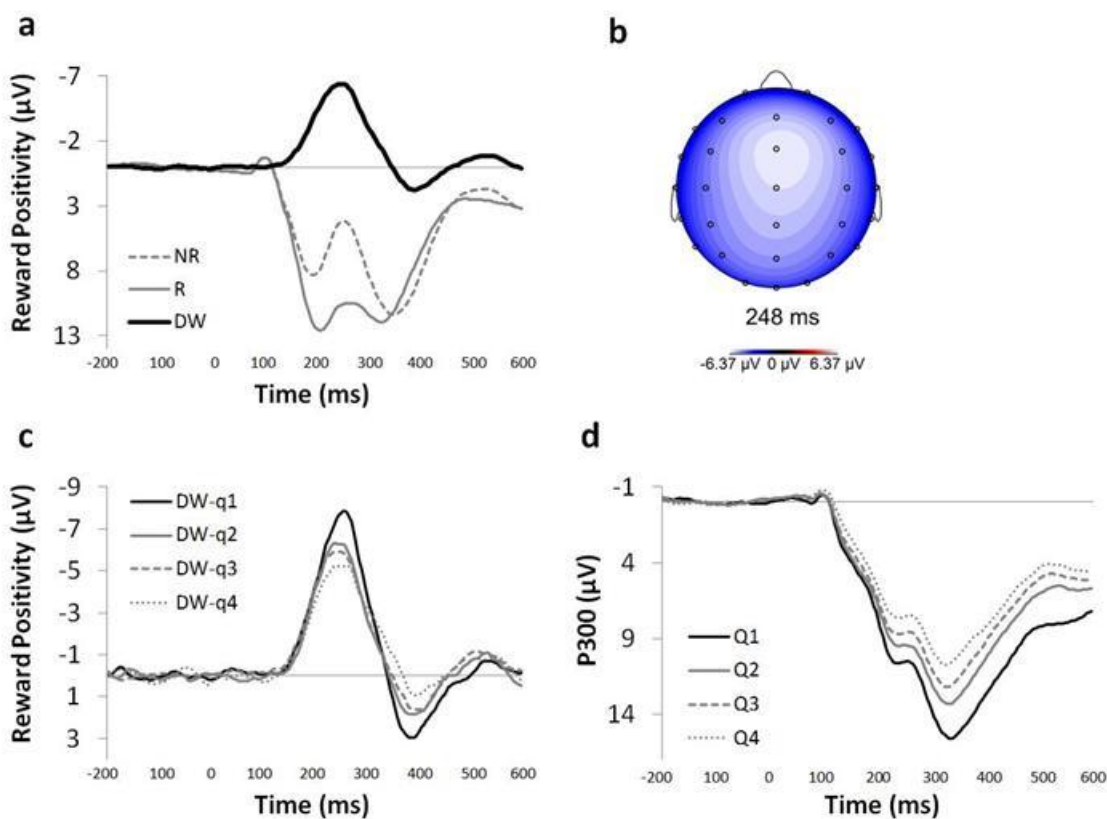 a
Reward Positivity (µV)
-7
-2
3
8
13
NR
R
DW
-200 100 0 100 200 300 400 500 600
Time (ms)
b
248 ms
-6.37 µV 0 µV 6.37 µV
c
Reward Positivity (µV)
-9
-7
-5
-3
-1
1
3
DW-q1
DW-q2
DW-q3
DW-q4
-200 100 0 100 200 300 400 500 600
Time (ms)
d
P300 (µV)
-1
4
9
14
Q1
Q2
Q3
Q4
-200 100 0 100 200 300 400 500 600
Time (ms)